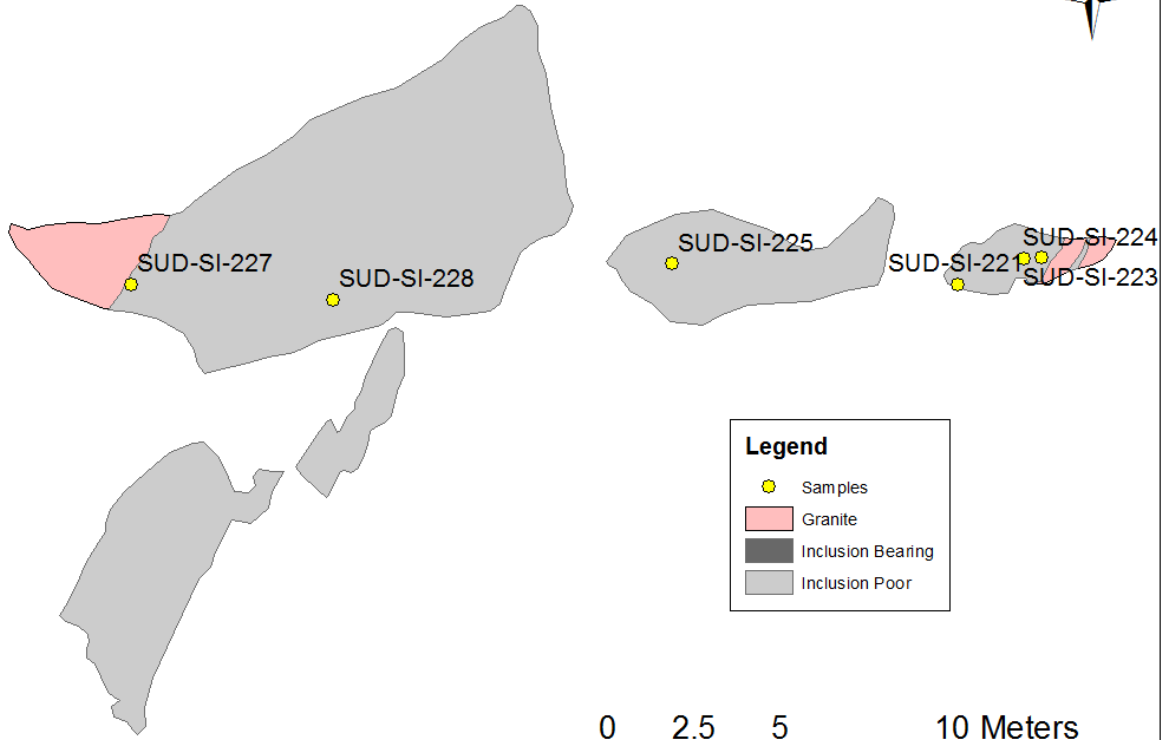 SUD-SI-224
SUD-SI-225
SUD-SI-227
SUD-SI-221
SUD-SI-228
SUD-SI-223
Legend
Samples
Granite
Inclusion Bearing
Inclusion Poor
0 2.5 5 10 Meters